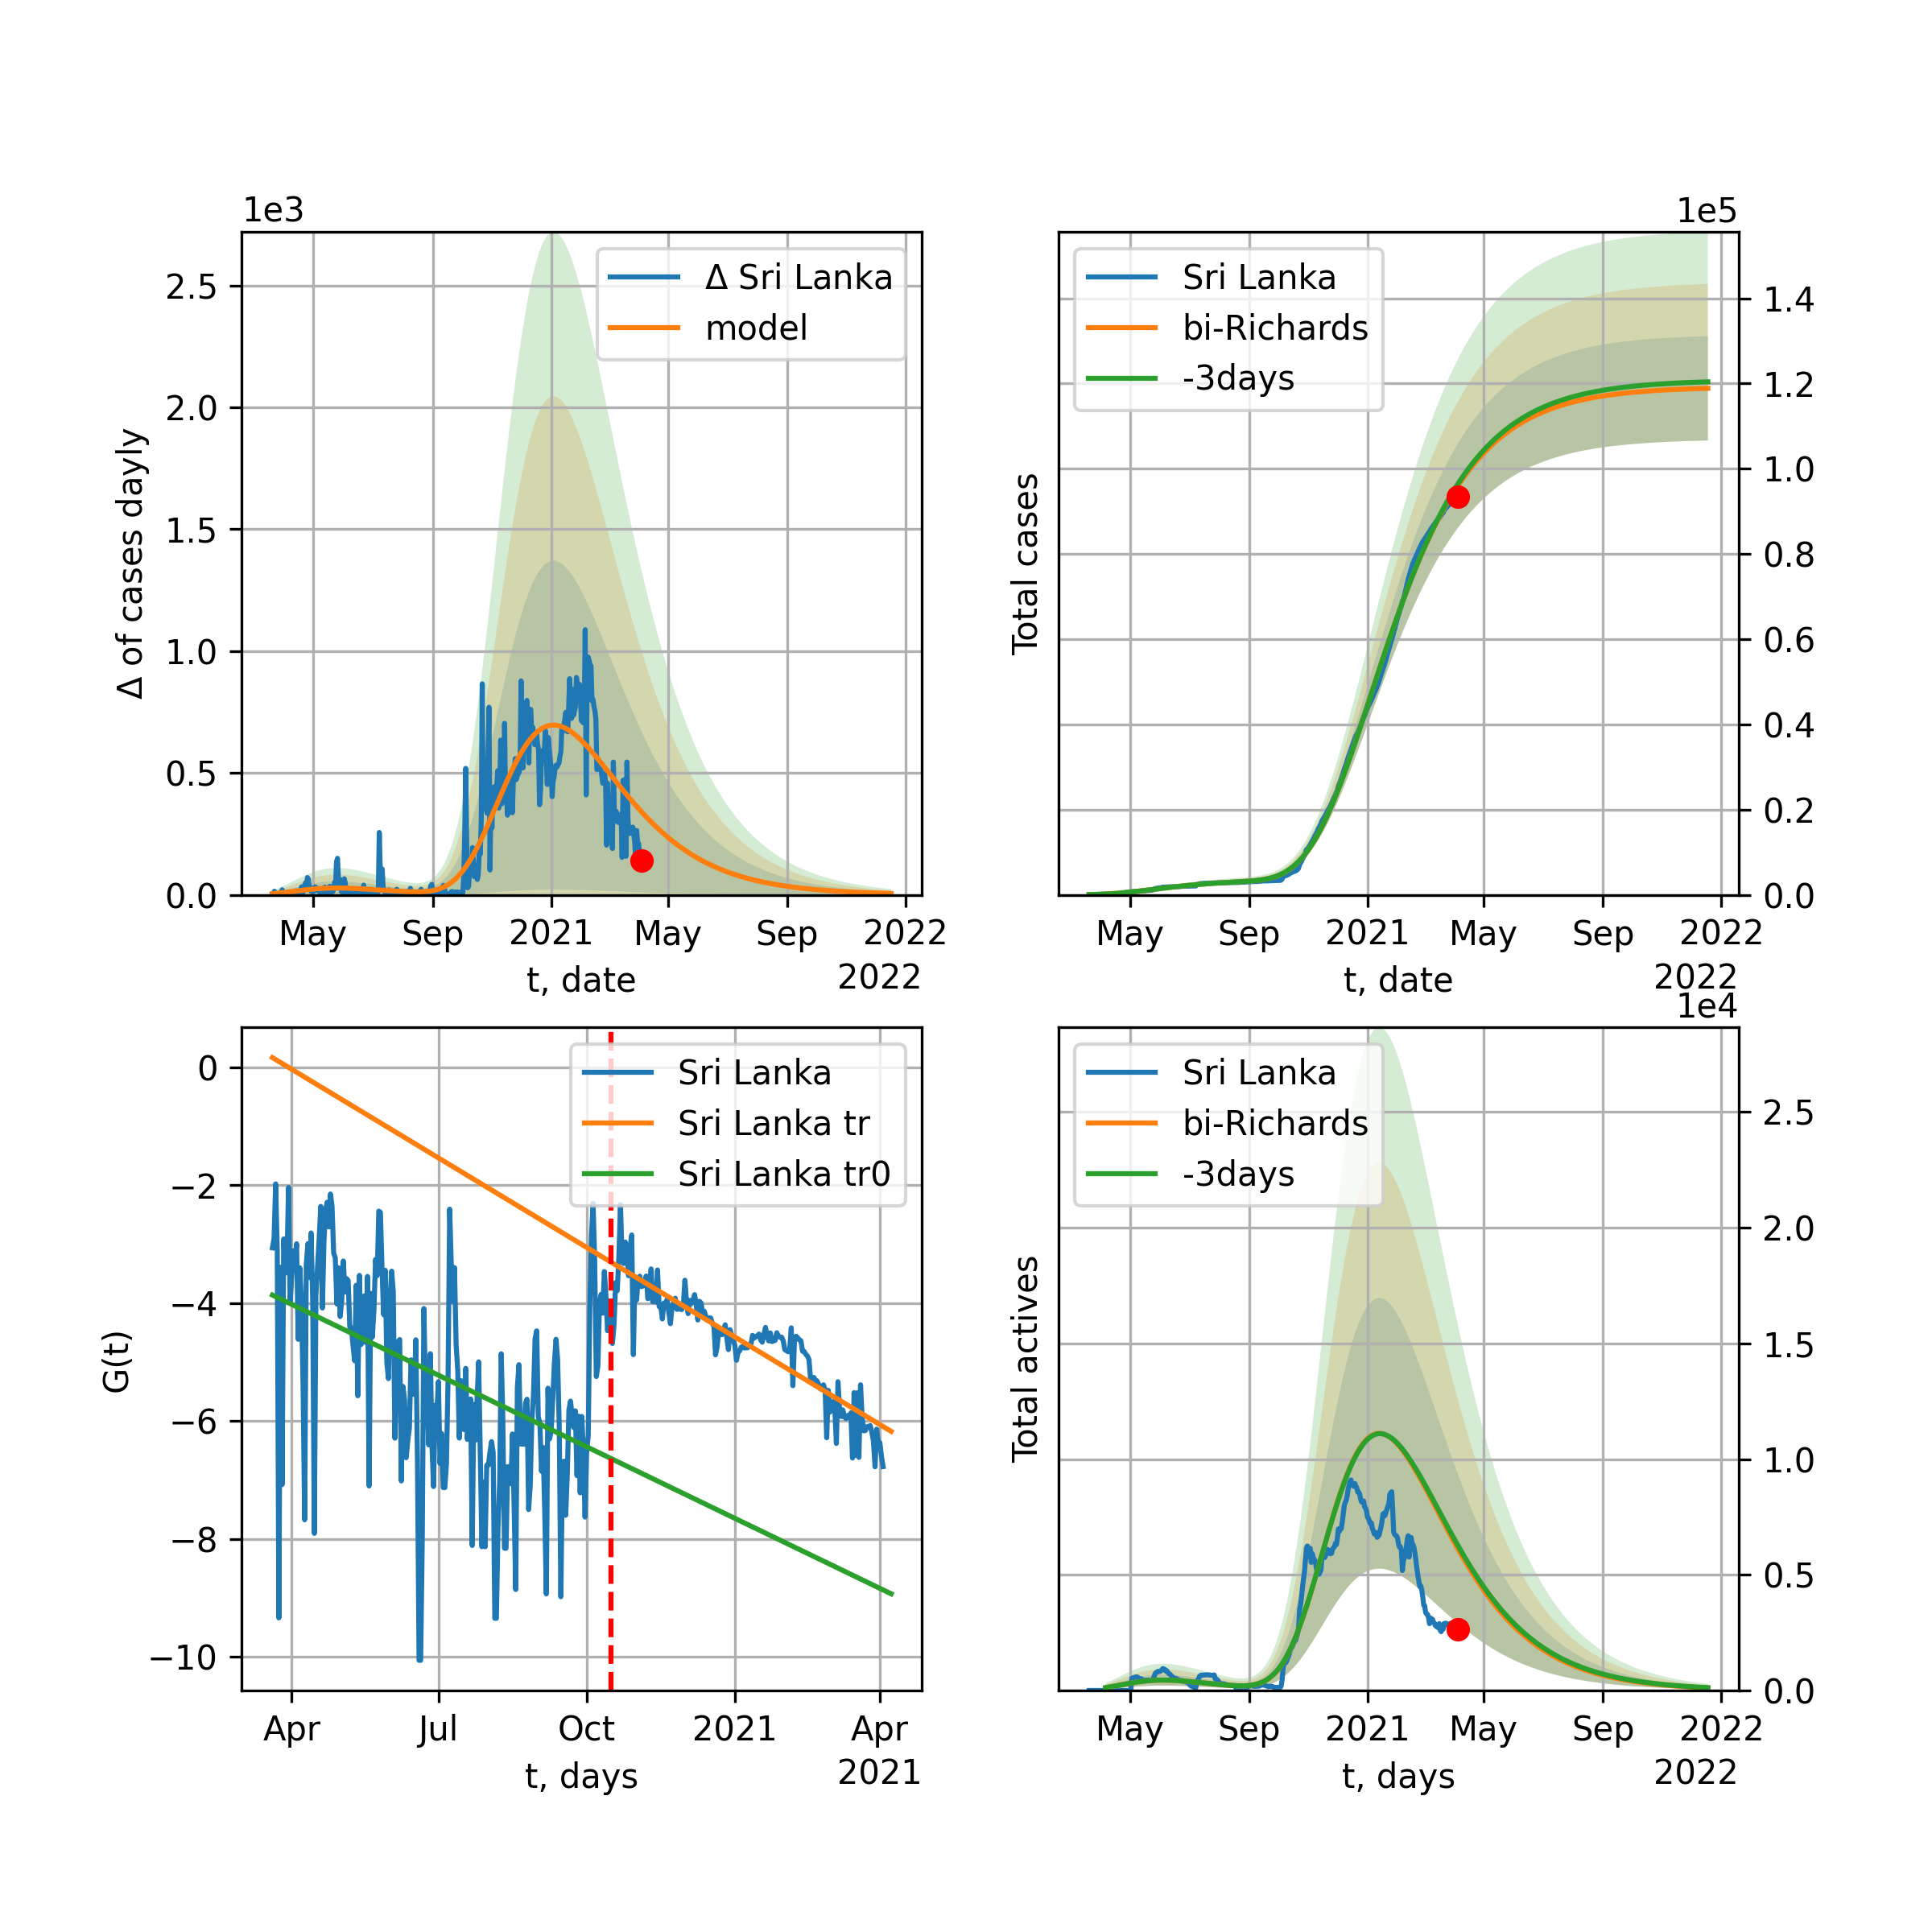 1e3
2.5
2.0
1.5
1.0
0.5
0.0
Δ of cases dayly
Δ Sri Lanka
model
May Sep 2021 May Sep 2022
t, date
2022
1e5
Sri Lanka
bi-Richards
-3days
Total cases
1.4
1.2
1.0
0.8
0.6
0.4
0.2
0.0
May Sep 2021 May Sep 2022
t, date
2022
0
−2
−4
−6
−8
−10
G(t)
Sri Lanka
Sri Lanka tr
Sri Lanka tr0
Apr Jul Oct 2021 Apr
t, days
2021
1e4
Sri Lanka
bi-Richards
-3days
Total actives
2.5
2.0
1.5
1.0
0.5
0.0
May Sep 2021 May Sep 2022
t, days
2022